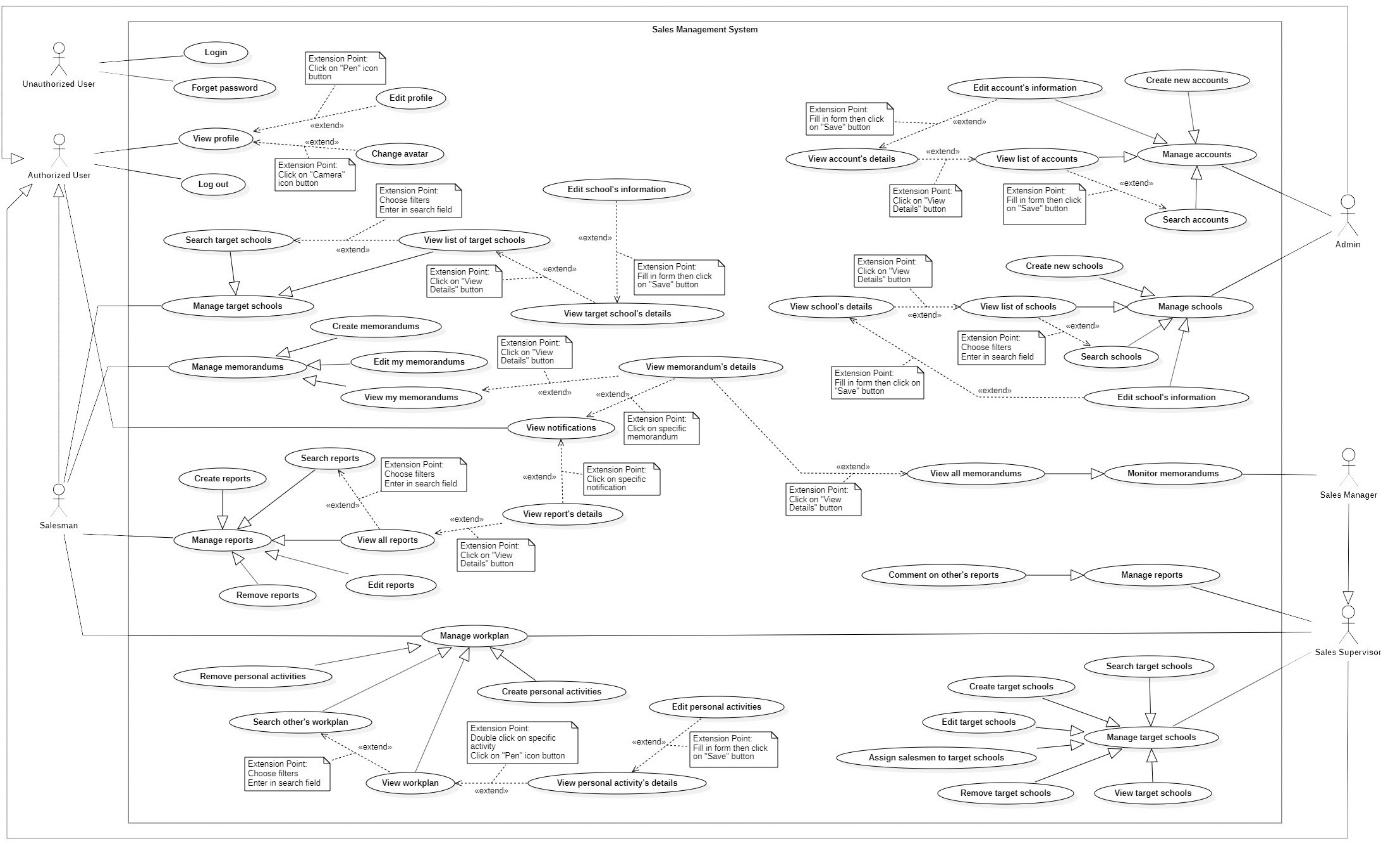 Sales Management System
Unauthorized User
Login
Forget password
Extension Point:
Click on "Pen" icon
button
Edit profile
«extend»
View profile
«extend»
Change avatar
Extension Point:
Click on "Camera"
icon button
Authorized User
Log out
Extension Point:
Choose filters
Enter in search field
Search target schools
«extend»
View list of target schools
Manage target schools
Extension Point:
Click on "View
Details" button
«extend»
Edit school's information
«extend»
Extension Point:
Fill in form then click
on "Save" button
View target school's details
Create memorandums
Manage memorandums
Edit my memorandums
View my memorandums
Extension Point:
Click on "View
Details" button
«extend»
View memorandum's details
«extend»
Extension Point:
Click on specific
memorandum
View notifications
«extend»
Extension Point:
Click on specific
notification
View report's details
Search reports
Create reports
Extension Point:
Choose filters
Enter in search field
«extend»
Salesman
Manage reports
View all reports
«extend»
Extension Point:
Click on "View
Details" button
Edit reports
Remove reports
Manage workplan
Remove personal activities
Create personal activities
Search other's workplan
«extend»
Extension Point:
Choose filters
Enter in search field
View workplan
Extension Point:
Double click on specific
activity
Click on "Pen" icon button
«extend»
View personal activity's details
Edit personal activities
«extend»
Extension Point:
Fill in form then click
on "Save" button
Edit account's information
Create new accounts
Extension Point:
Fill in form then click
on "Save" button
«extend»
View account's details
«extend»
View list of accounts
Manage accounts
Extension Point:
Click on "View
Details" button
Extension Point:
Fill in form then click
on "Save" button
«extend»
Search accounts
Admin
Extension Point:
Click on "View
Details" button
Create new schools
View school's details
«extend»
View list of schools
Manage schools
Extension Point:
Choose filters
Enter in search field
«extend»
Search schools
Extension Point:
Fill in form then click on
"Save" button
«extend»
Edit school's information
«extend»
Extension Point:
Click on "View
Details" button
View all memorandums
Monitor memorandums
Sales Manager
Comment on other's reports
Manage reports
Sales Supervisor
Search target schools
Create target schools
Edit target schools
Manage target schools
Assign salesmen to target schools
Remove target schools
View target schools